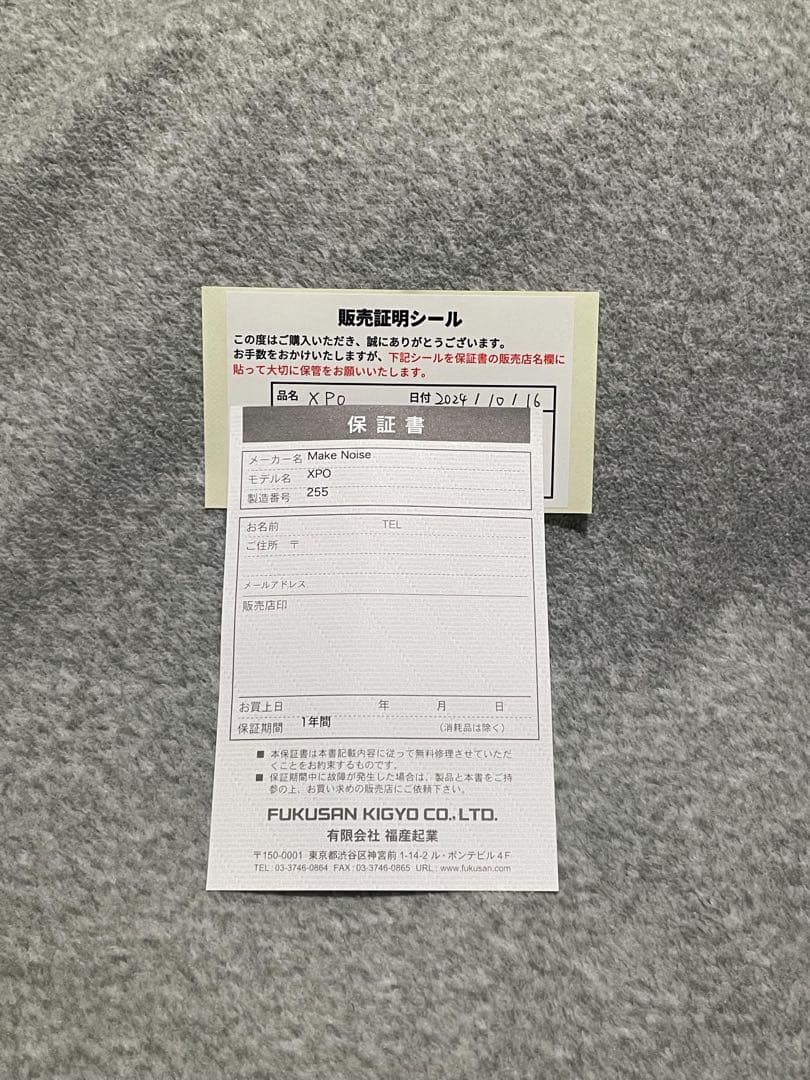 販売証明シール
この度はご購入いただき、誠にありがとうございます。
お手数をおかけいたしますが、下記シールを保証書の販売店名欄に
貼って大切に保管をお願いいたします。
品名 XPO 日付 2024/10/16
保証書
メーカー名 Make Noise
モデル名 XPO
製造番号 255
お名前 TEL
ご住所 〒
メールアドレス
販売店印
お買上日 年 月 日
保証期間 1年間 (消耗品は除く)
■ 本保証書は本書記載内容に従って無料修理させていただ
くことをお約束するものです。
■ 保証期間中に故障が発生した場合は、製品と本書をご持
参の上、お買い求めの販売店にご依頼下さい。
FUKUSAN KIGYO CO., LTD.
有限会社 福産起業
〒150-0001 東京都渋谷区神宮前 1-14-2 ル・ポンテビル 4F
TEL : 03-3746-0864 FAX : 03-3746-0865 URL : www.fukusan.com